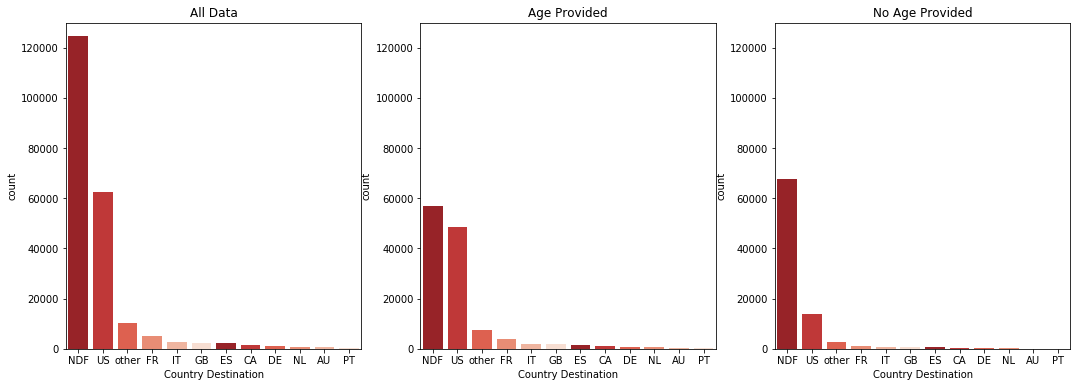 All Data
count
120000
100000
80000
60000
40000
20000
0
NDF US other FR IT GB ES CA DE NL AU PT
Country Destination
Age Provided
count
120000
100000
80000
60000
40000
20000
0
NDF US other FR IT GB ES CA DE NL AU PT
Country Destination
No Age Provided
count
120000
100000
80000
60000
40000
20000
0
NDF US other FR IT GB ES CA DE NL AU PT
Country Destination